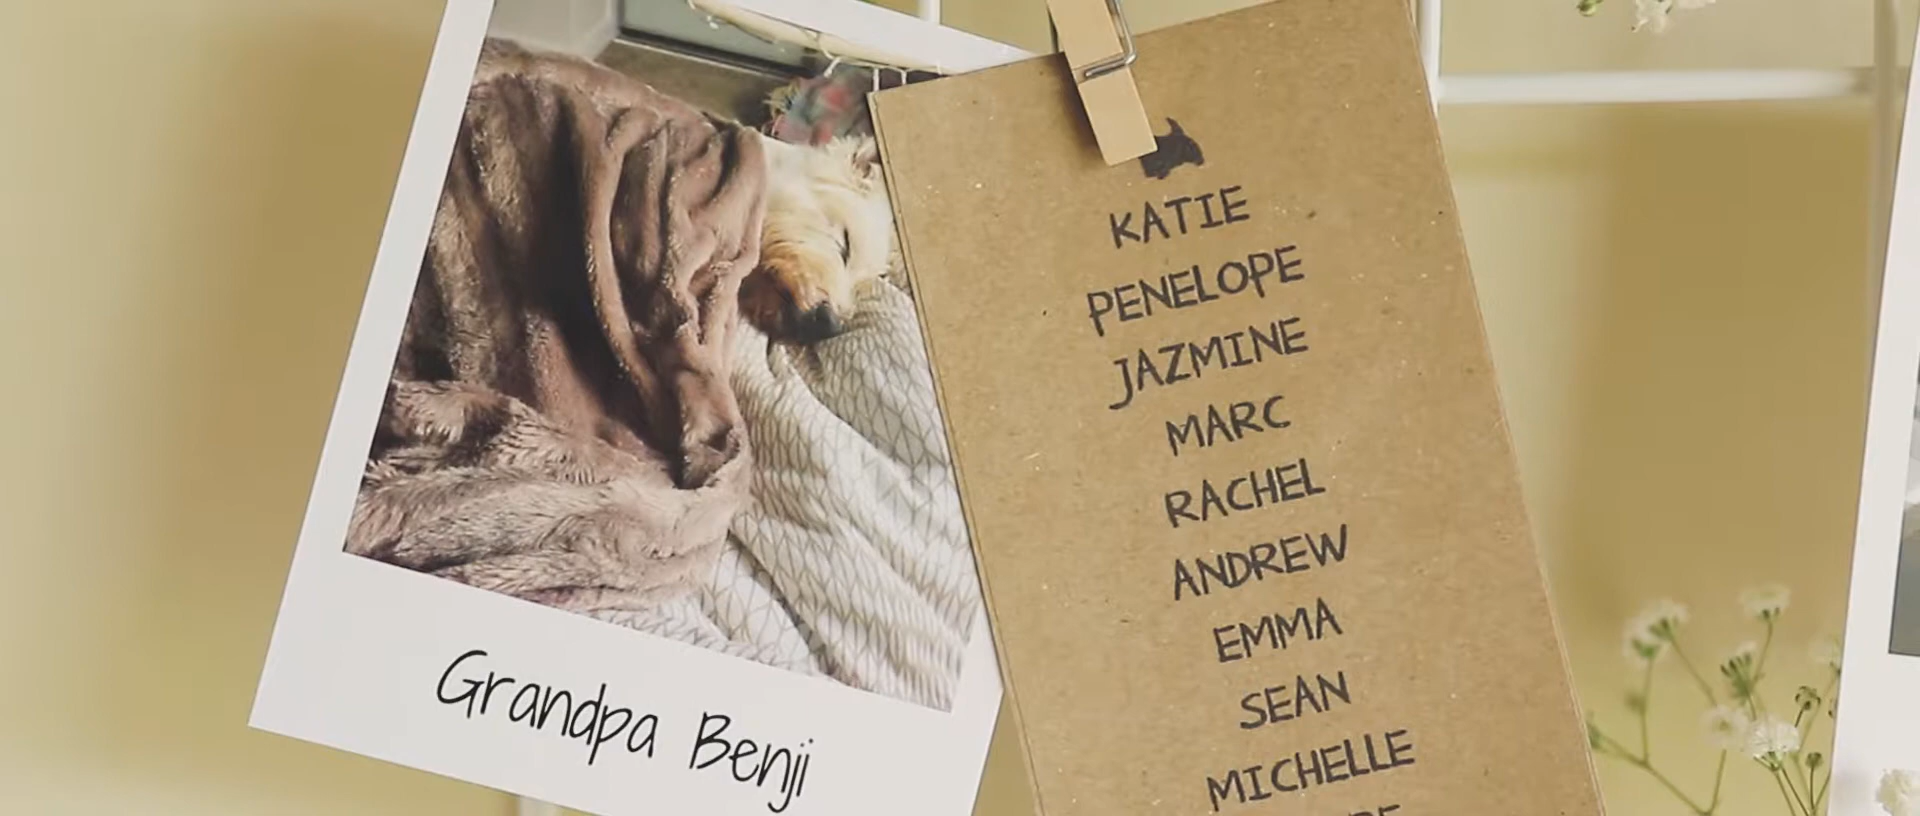 Grandpa Benji
KATIE
PENELOPE
JAZMINE
MARC
RACHEL
ANDREW
EMMA
SEAN
MICHELLE